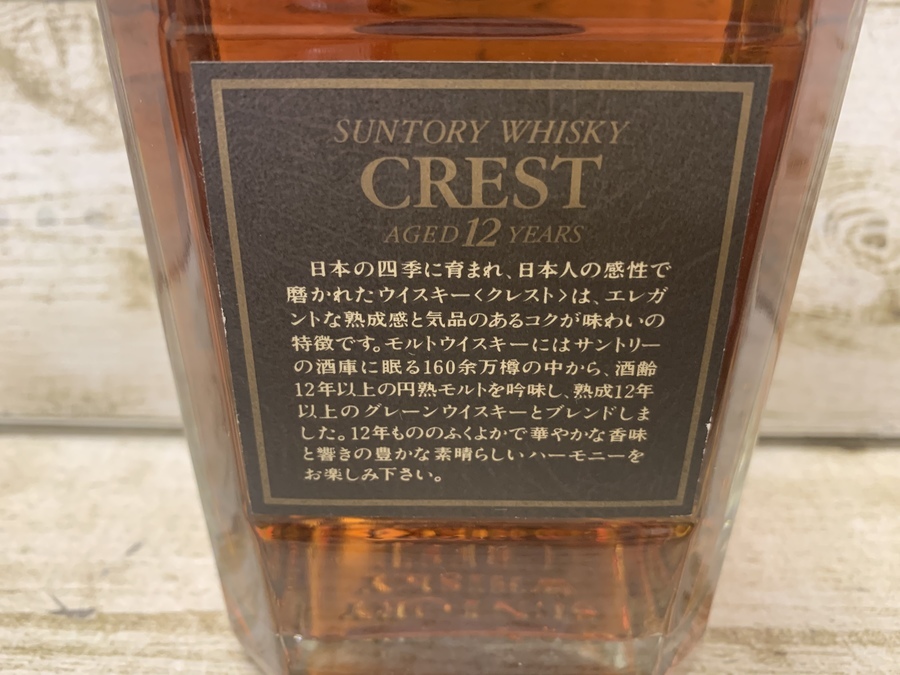 SUNTORY WHISKY
CREST
AGED 12 YEARS
日本の四季に育まれ、日本人の感性で
磨かれたウイスキー〈クレスト〉は、エレガ
ントな熟成感と気品のあるコクが味わいの
特徴です。モルトウイスキーにはサントリー
の酒庫に眠る160余万樽の中から、酒齢
12年以上の円熟モルトを吟味し、熟成12年
以上のグレーンウイスキーとブレンドしま
した。12年もののふくよかで華やかな香味
と響きの豊かな素晴らしいハーモニーを
お楽しみ下さい。